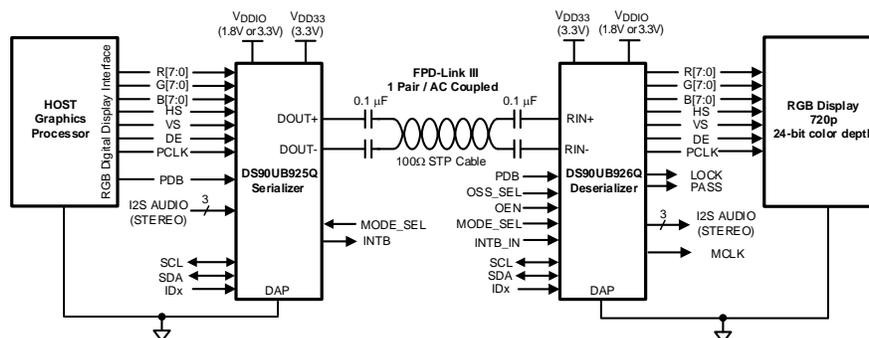 VDDIO
(1.8V or 3.3V)
VDD33
(3.3V)
HOST
Graphics
Processor
RGB Digital Display Interface
R[7:0]
G[7:0]
B[7:0]
HS
VS
DE
PCLK
PDB
I2S AUDIO
(STEREO)
3
SCL
SDA
IDx
DOUT+
DOUT-
DS90UB925Q
Serializer
MODE_SEL
INTB
DAP
FPD-Link III
1 Pair / AC Coupled
0.1 µF
0.1 µF
100Ω STP Cable
VDD33
(3.3V)
VDDIO
(1.8V or 3.3V)
RIN+
RIN-
DS90UB926Q
Deserializer
PDB
OSS_SEL
OEN
MODE_SEL
INTB_IN
SCL
SDA
IDx
DAP
R[7:0]
G[7:0]
B[7:0]
HS
VS
DE
PCLK
LOCK
PASS
3
I2S AUDIO
(STEREO)
MCLK
RGB Display
720p
24-bit color depth